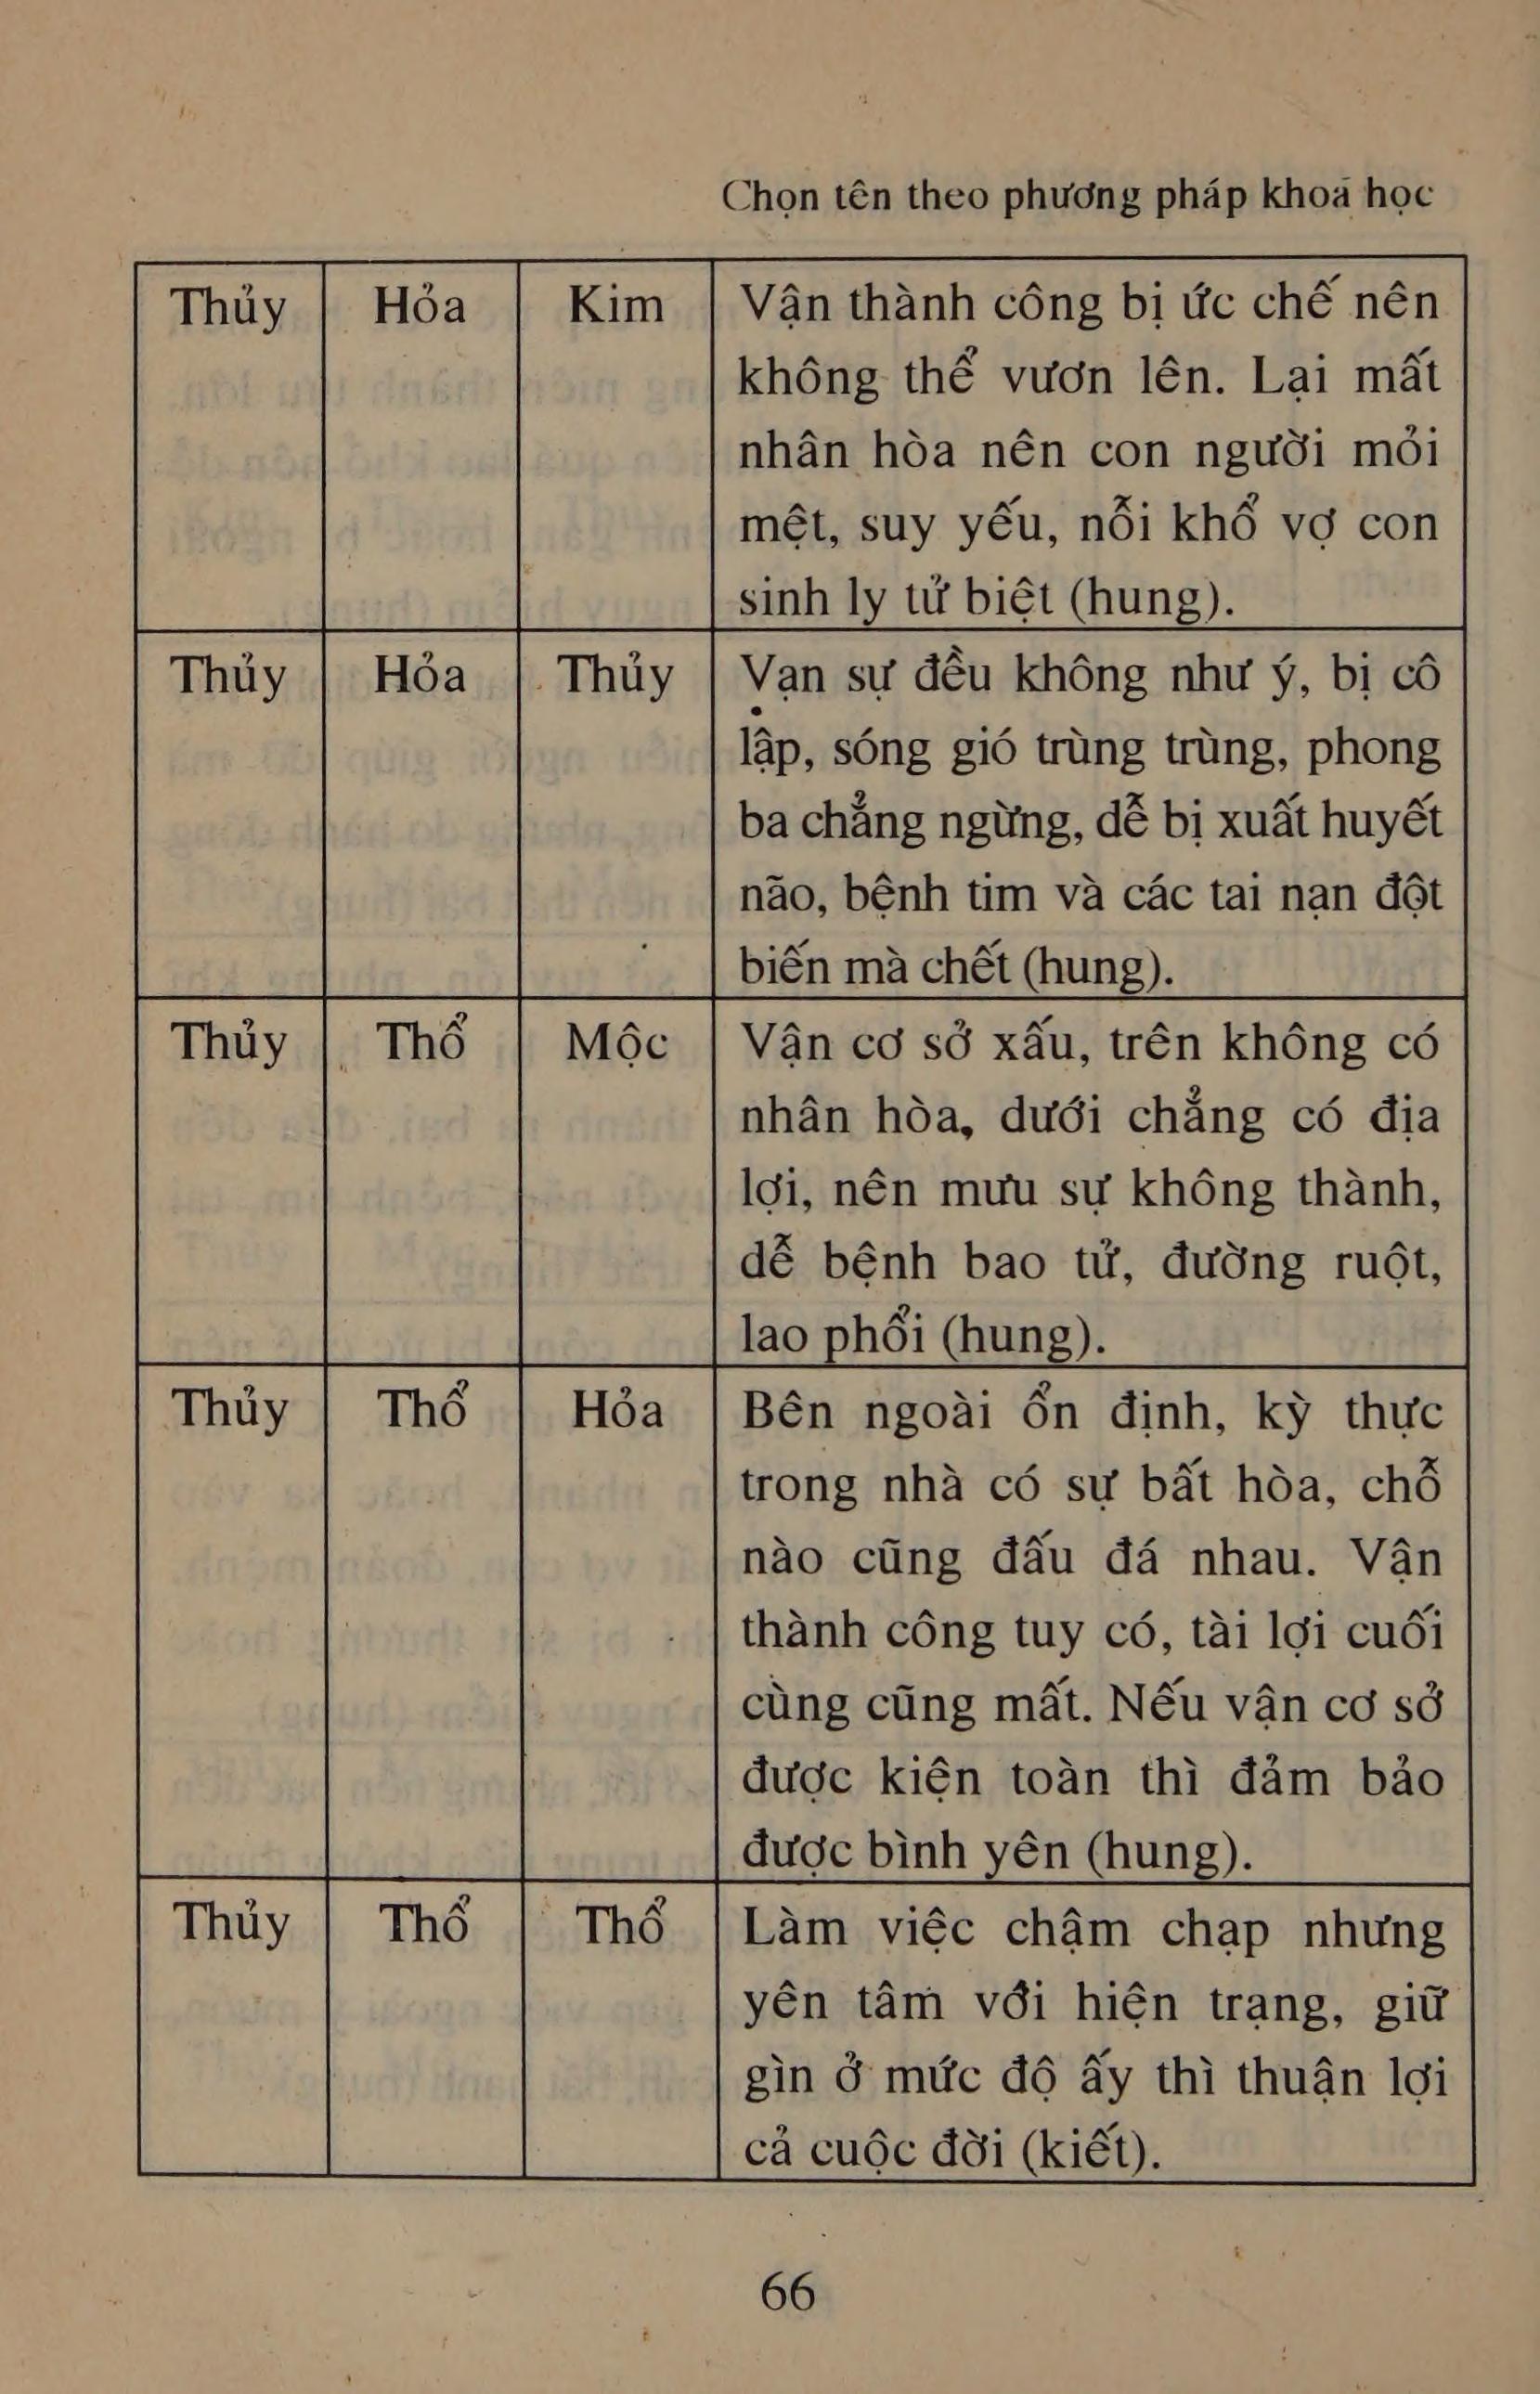 Chọn tên theo phương pháp khoa học
Thủy Hỏa Kim Vận thành công bị ức chế nên
không thể vươn lên. Lại mất
nhân hòa nên con người mỏi
mệt, suy yếu, nỗi khổ vợ con
sinh ly tử biệt (hung).
Thủy Hỏa Thủy Vạn sự đều không như ý, bị cô
lập, sóng gió trùng trùng, phong
ba chẳng ngừng, dễ bị xuất huyết
não, bệnh tim và các tai nạn đột
biến mà chết (hung).
Thủy Thổ Mộc Vận cơ sở xấu, trên không có
nhân hòa, dưới chẳng có địa
lợi, nên mưu sự không thành,
dễ bệnh bao tử, đường ruột,
lao phổi (hung).
Thủy Thổ Hỏa Bên ngoài ổn định, kỳ thực
trong nhà có sự bất hòa, chỗ
nào cũng đấu đá nhau. Vận
thành công tuy có, tài lợi cuối
cùng cũng mất. Nếu vận cơ sở
được kiện toàn thì đảm bảo
được bình yên (hung).
Thủy Thổ Thổ Làm việc chậm chạp nhưng
yên tâm với hiện trạng, giữ
gìn ở mức độ ấy thì thuận lợi
cả cuộc đời (kiết).
66